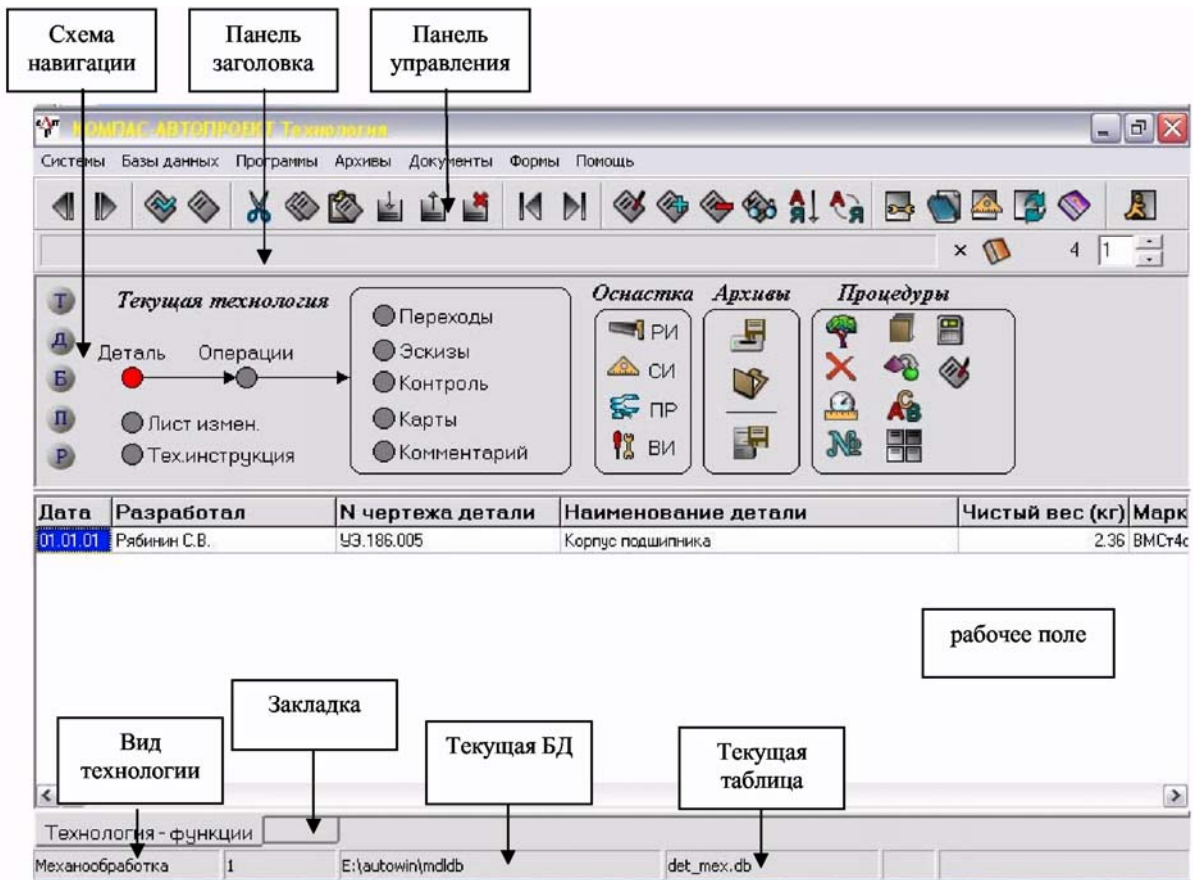 Схема навигации
Панель заголовка
Панель управления
КОМПАС-АВТОПРОЕКТ Технология
Системы Базы данных Программы Архивы Документы Формы Помощь
4 1
Т
Д
Б
П
Р
Текущая технология
Деталь Операции
Лист измен.
Тех.инструкция
Переходы
Эскизы
Контроль
Карты
Комментарий
Оснастка Архивы Процедуры
РИ
СИ
ПР
ВИ
Дата Разработал N чертежа детали Наименование детали Чистый вес (кг) Марк
01.01.01 Рябинин С.В. УЭ.186.005 Корпус подшипника 2.36 ВМСт4с
рабочее поле
Вид технологии
Закладка
Текущая БД
Текущая таблица
Технология - функции
Механообработка 1 E:\autowin\mdldb det_mex.db